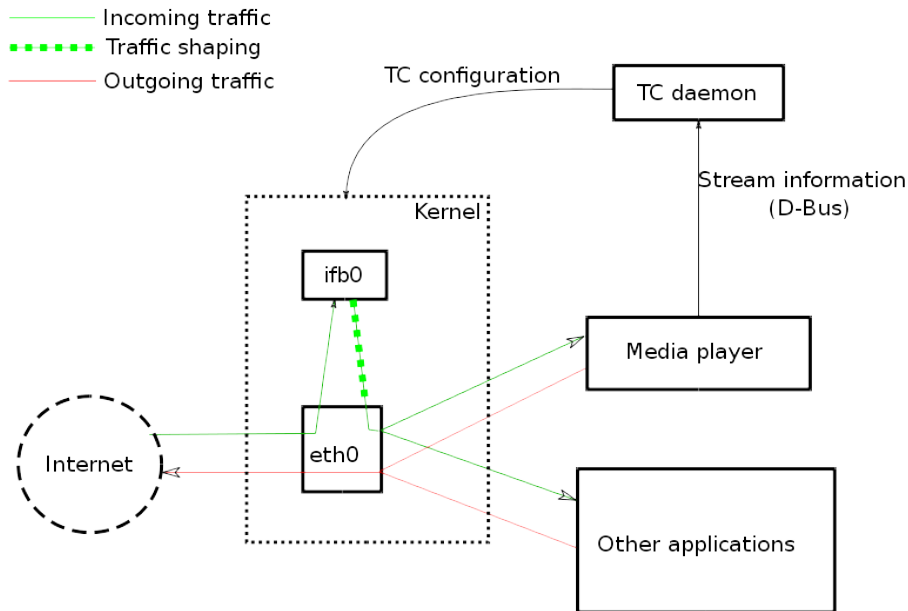 Incoming traffic
Traffic shaping
Outgoing traffic
TC configuration
TC daemon
Stream information
(D-Bus)
Kernel
ifb0
Media player
eth0
Internet
Other applications